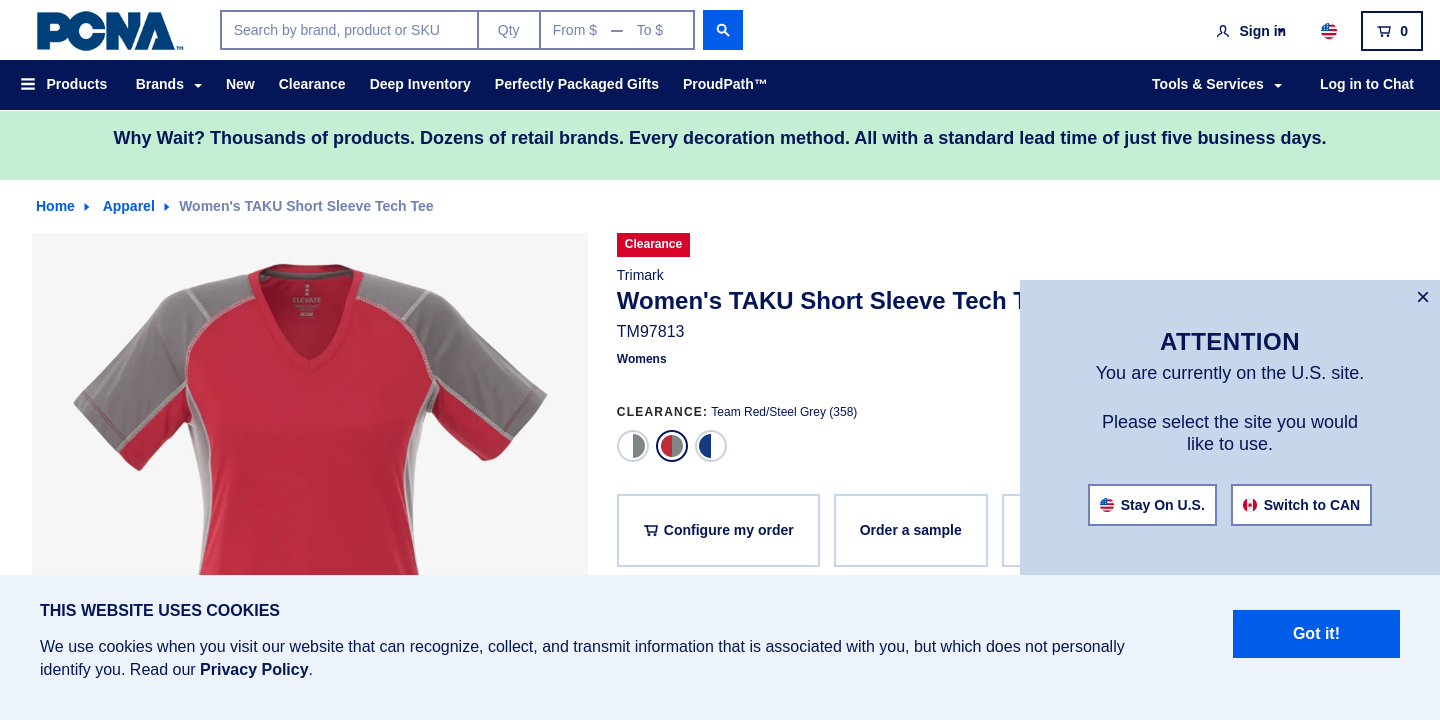 PCNA™
Search by brand, product or SKU
Qty
From $ — To $
Sign in
0
Products
Brands
New
Clearance
Deep Inventory
Perfectly Packaged Gifts
ProudPath™
Tools & Services
Log in to Chat
Why Wait? Thousands of products. Dozens of retail brands. Every decoration method. All with a standard lead time of just five business days.
Home
Apparel
Women's TAKU Short Sleeve Tech Tee
ELEVATE
Clearance
Trimark
Women's TAKU Short Sleeve Tech T
TM97813
Womens
CLEARANCE: Team Red/Steel Grey (358)
Configure my order
Order a sample
×
ATTENTION
You are currently on the U.S. site.
Please select the site you would
like to use.
Stay On U.S.
Switch to CAN
THIS WEBSITE USES COOKIES
We use cookies when you visit our website that can recognize, collect, and transmit information that is associated with you, but which does not personally
identify you. Read our Privacy Policy.
Got it!